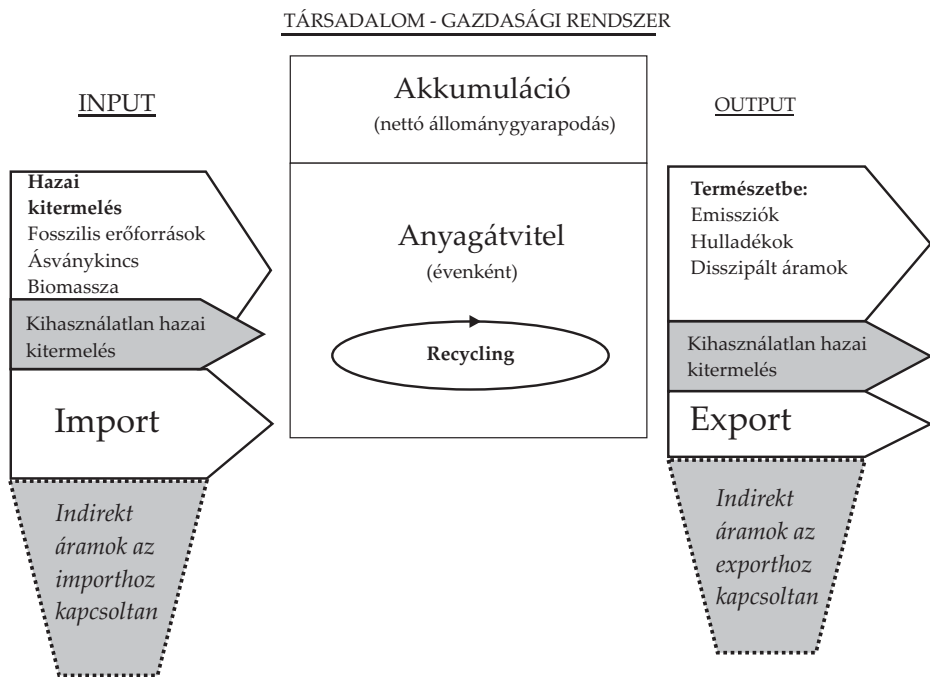 TÁRSADALOM - GAZDASÁGI RENDSZER
INPUT
Hazai
kitermelés
Fosszilis erőforrások
Ásványkincs
Biomassza
Kihasználatlan hazai
kitermelés
Import
Indirekt
áramok az
importhoz
kapcsoltan
Akkumuláció
(nettó állománygyarapodás)
Anyagátvitel
(évenként)
Recycling
OUTPUT
Természetbe:
Emissziók
Hulladékok
Disszipált áramok
Kihasználatlan hazai
kitermelés
Export
Indirekt
áramok az
exporthoz
kapcsoltan